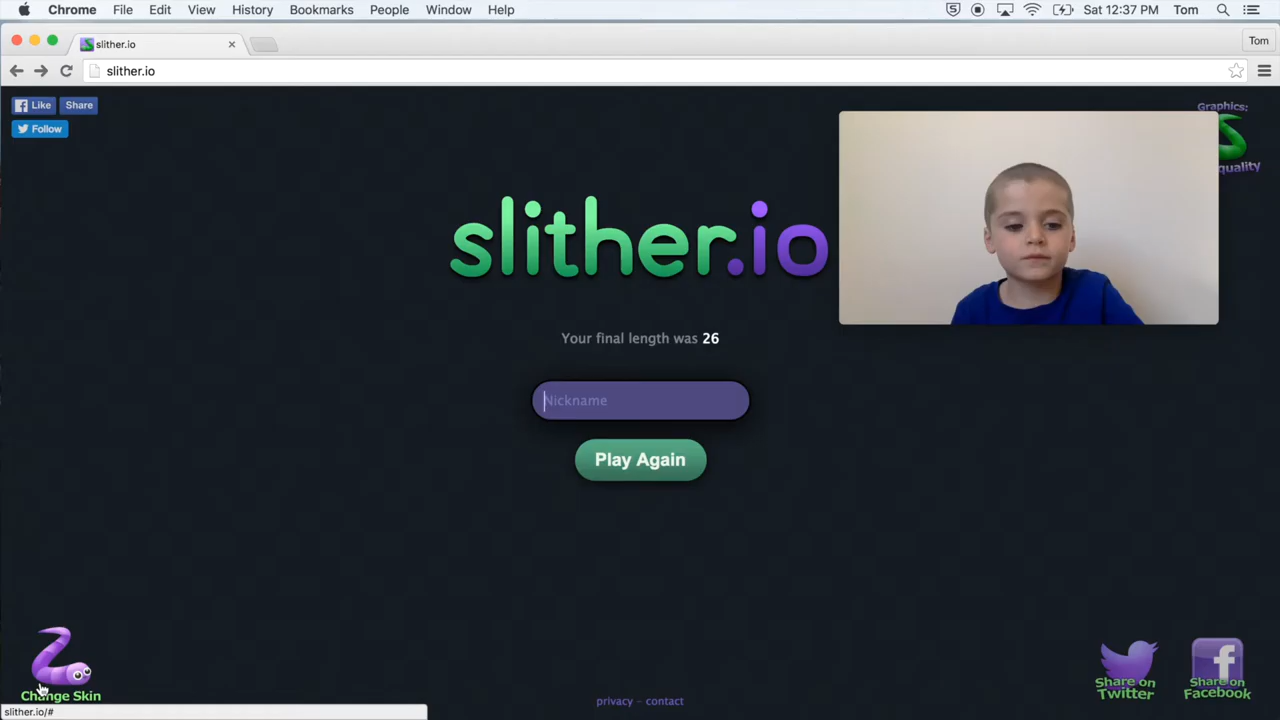 Chrome File Edit View History Bookmarks People Window Help Sat 12:37 PM Tom
slither.io Tom
slither.io
Like Share
Follow
Graphics:
quality
slither.io
Your final length was 26
Nickname
Play Again
Change Skin
Share on
Twitter
Share on
Facebook
privacy - contact
slither.io/#